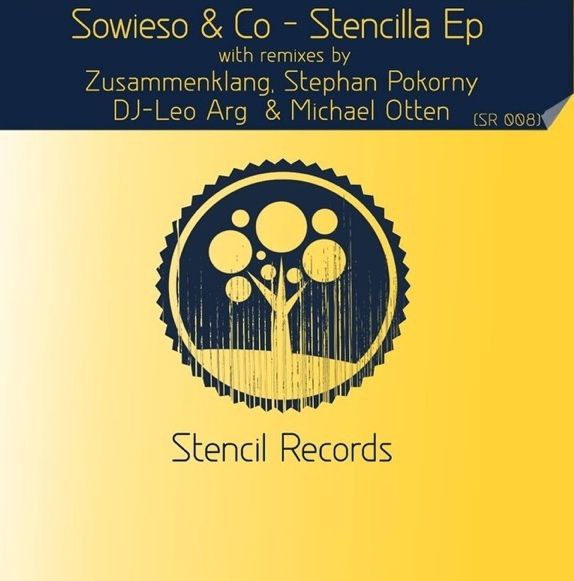 Sowieso & Co - Stencilla Ep
with remixes by
Zusammenklang, Stephan Pokorny
DJ-Leo Arg & Michael Otten
(SR 008)
Stencil Records